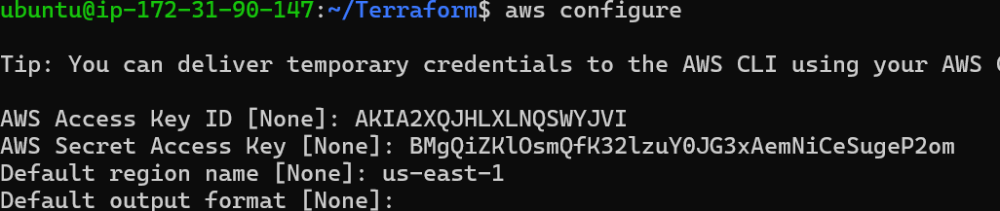 ubuntu@ip-172-31-90-147:~/Terraform$ aws configure
Tip: You can deliver temporary credentials to the AWS CLI using your AWS
AWS Access Key ID [None]: AKIA2XQJHLXLNQSWYJVI
AWS Secret Access Key [None]: BMgQiZKlOsmQfK32lzuY0JG3xAemNiCeSugeP2om
Default region name [None]: us-east-1
Default output format [None]: